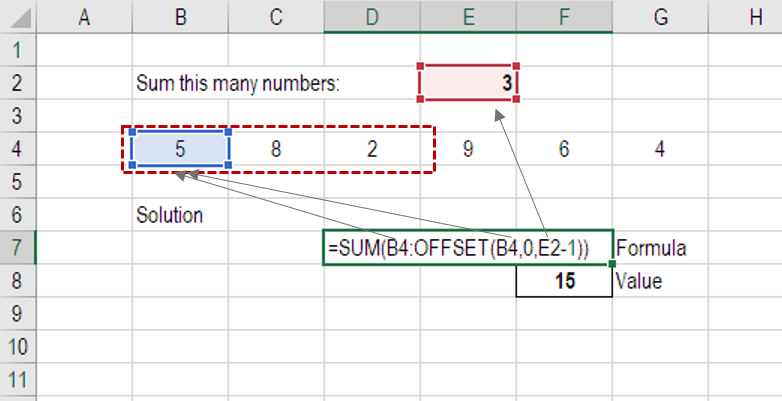 A B C D E F G H
1
2 Sum this many numbers: 3
3
4 5 8 2 9 6 4
5
6 Solution
7 =SUM(B4:OFFSET(B4,0,E2-1)) Formula
8 15 Value
9
10
11